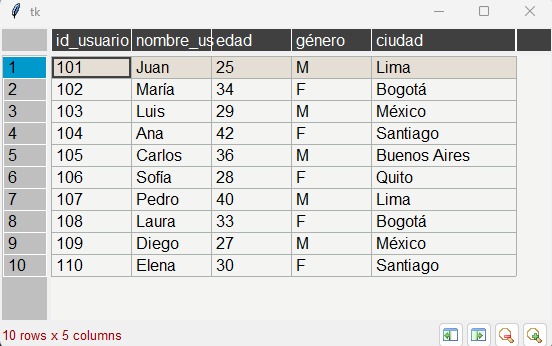 tk
id_usuario nombre_us edad género ciudad
1 101 Juan 25 M Lima
2 102 María 34 F Bogotá
3 103 Luis 29 M México
4 104 Ana 42 F Santiago
5 105 Carlos 36 M Buenos Aires
6 106 Sofía 28 F Quito
7 107 Pedro 40 M Lima
8 108 Laura 33 F Bogotá
9 109 Diego 27 M México
10 110 Elena 30 F Santiago
10 rows x 5 columns